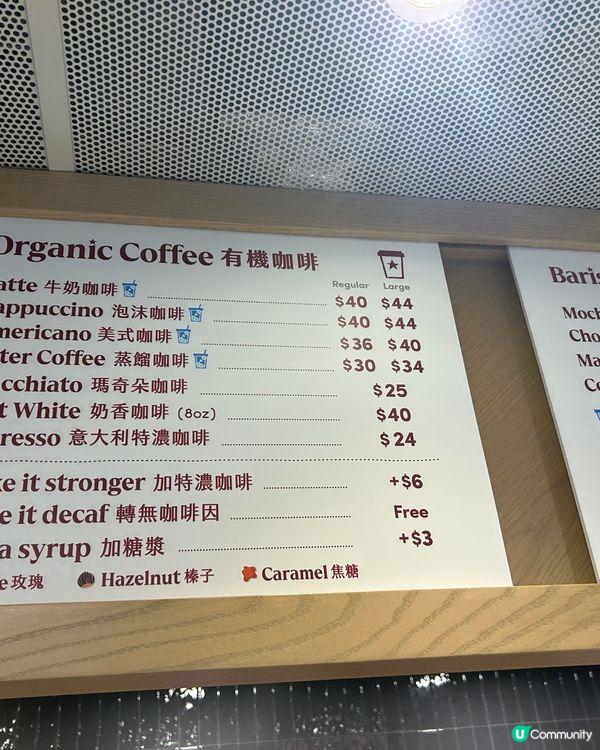 Organic Coffee 有機咖啡
Regular Large
atte 牛奶咖啡 $40 $44
appuccino 泡沫咖啡 $40 $44
mericano 美式咖啡 $36 $40
ter Coffee 蒸餾咖啡 $30 $34
cchiato 瑪奇朵咖啡 $25
t White 奶香咖啡 (8oz) $40
resso 意大利特濃咖啡 $24
ke it stronger 加特濃咖啡 +$6
e it decaf 轉無咖啡因 Free
a syrup 加糖漿 +$3
e 玫瑰 Hazelnut 榛子 Caramel 焦糖
Baris
Moch
Cho
Ma
Ce
U Community